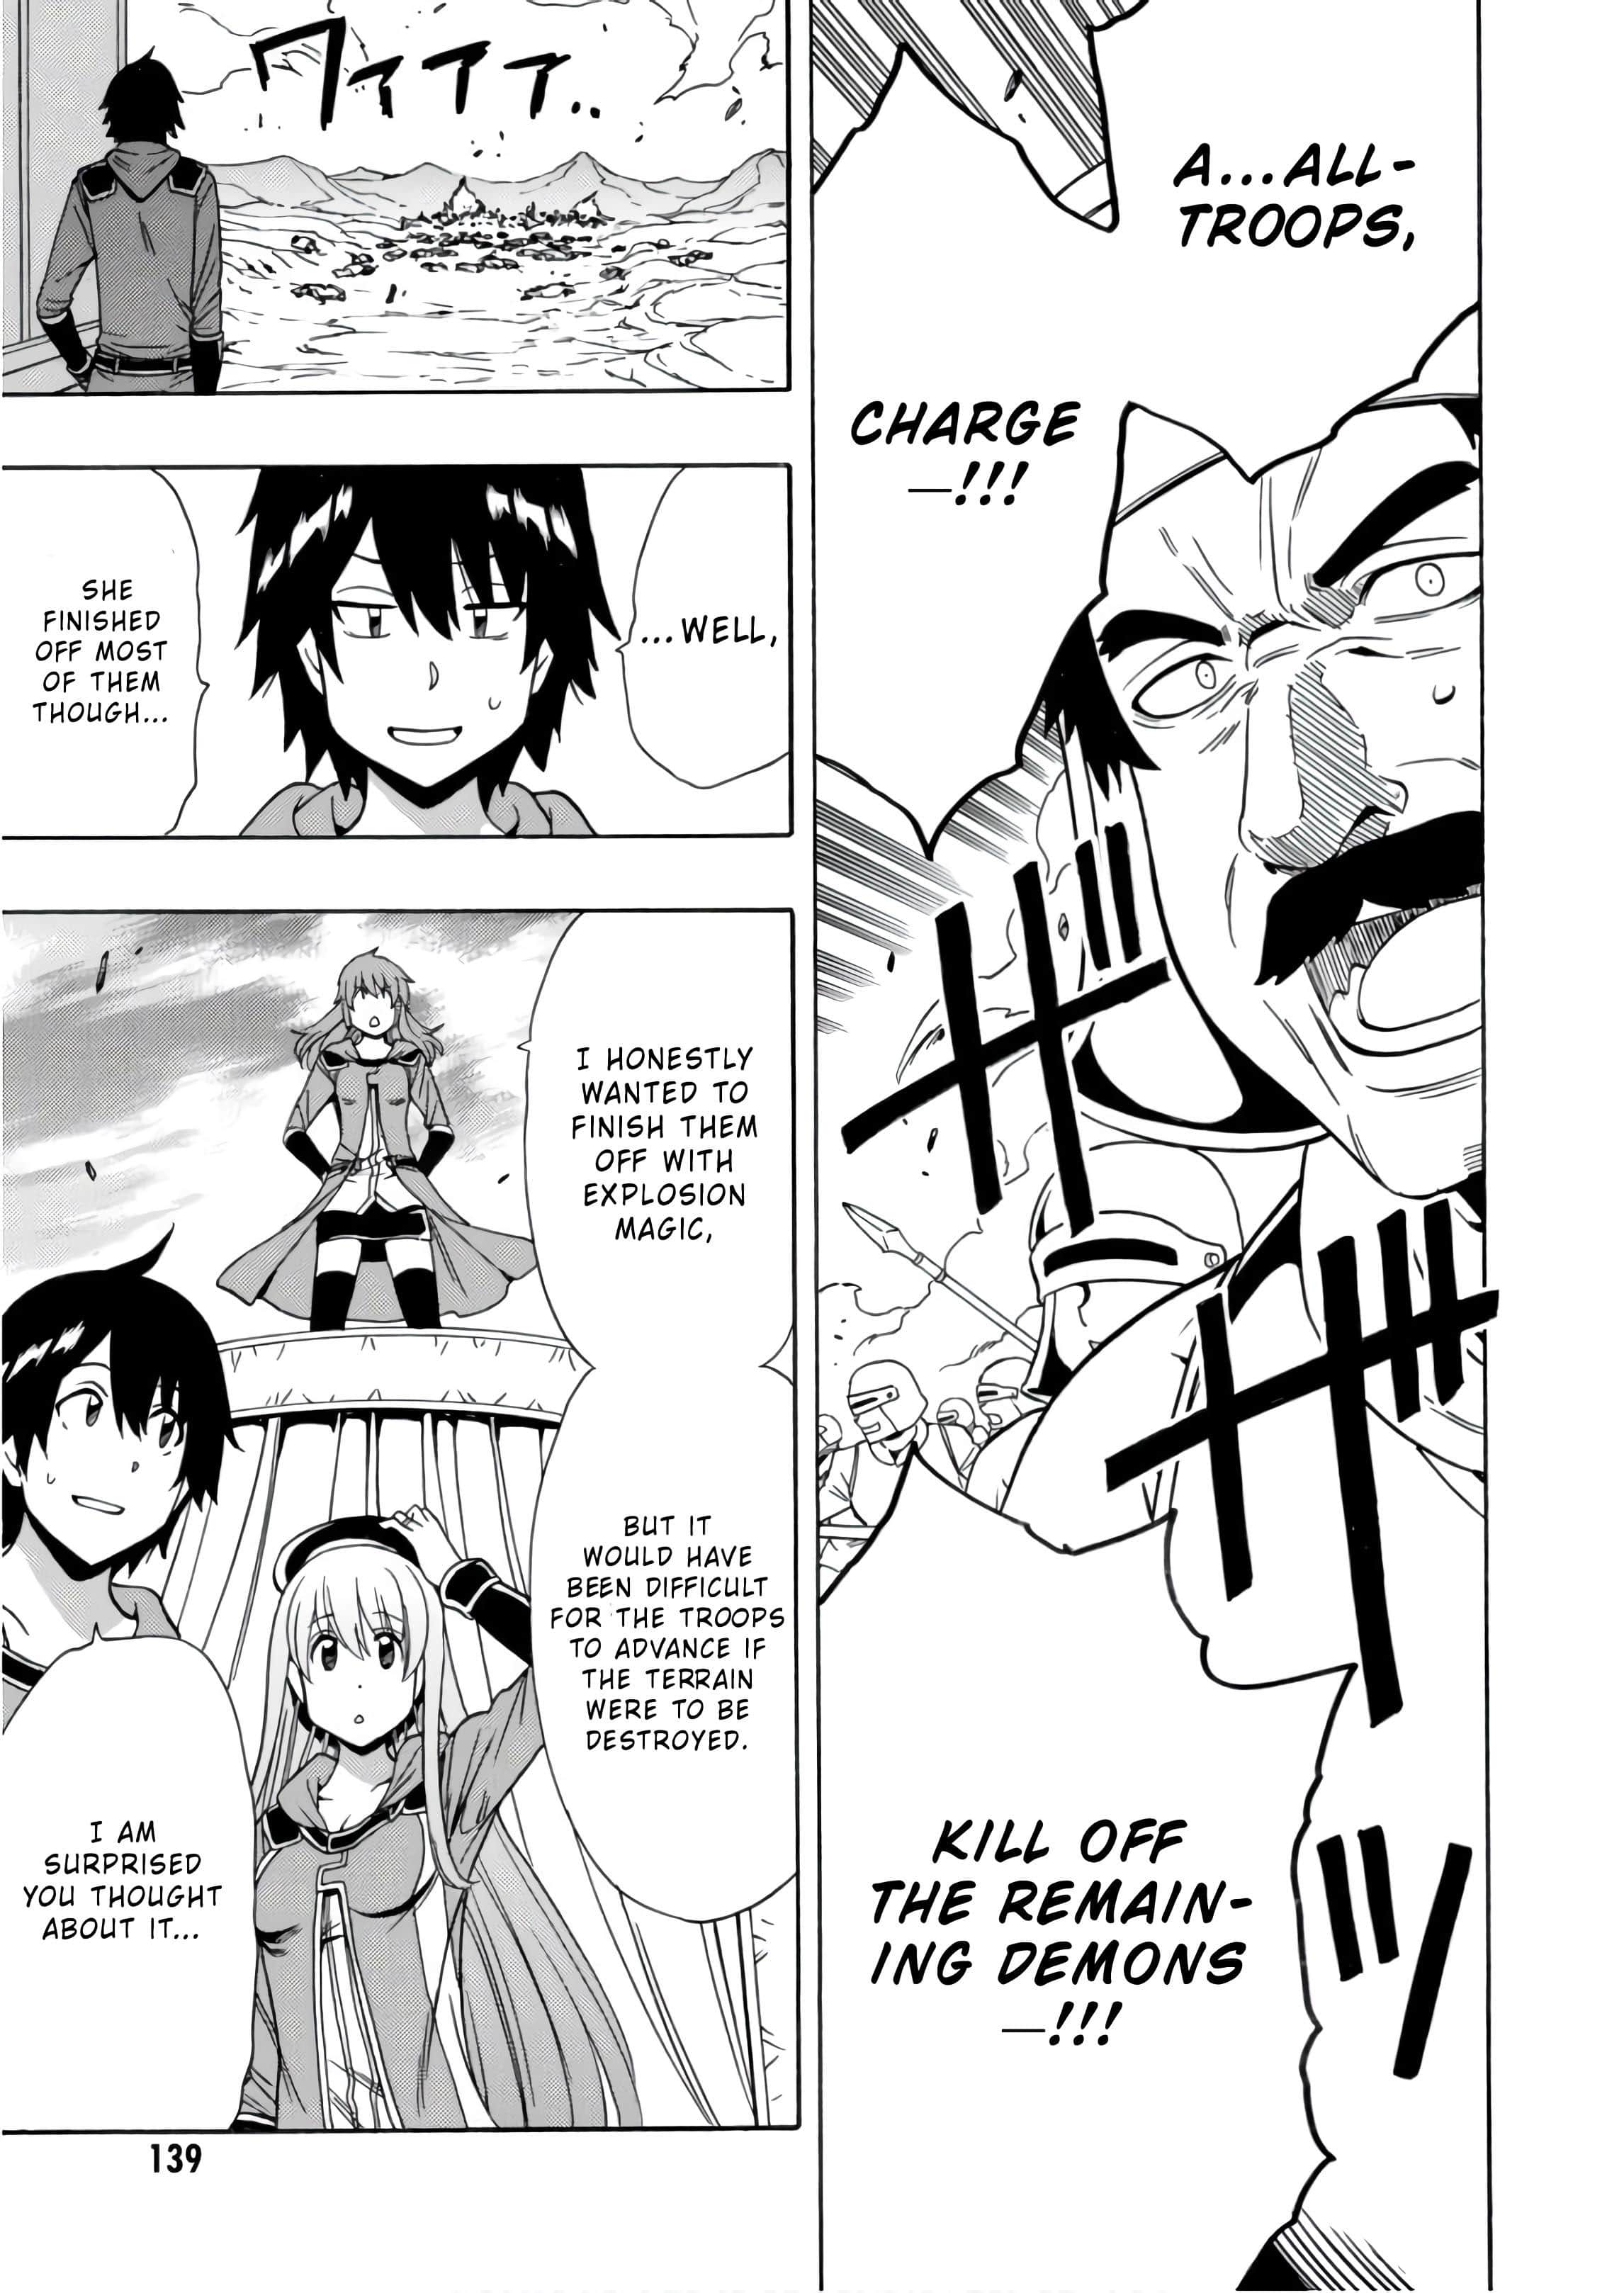 A...ALL-
TROOPS,
CHARGE
—!!!
ザザッ
KILL OFF
THE REMAIN-
ING DEMONS
—!!!
ワァァァ..
...WELL,
SHE
FINISHED
OFF MOST
OF THEM
THOUGH...
I HONESTLY
WANTED TO
FINISH THEM
OFF WITH
EXPLOSION
MAGIC,
BUT IT
WOULD HAVE
BEEN DIFFICULT
FOR THE TROOPS
TO ADVANCE IF
THE TERRAIN
WERE TO BE
DESTROYED.
I AM
SURPRISED
YOU THOUGHT
ABOUT IT...
139